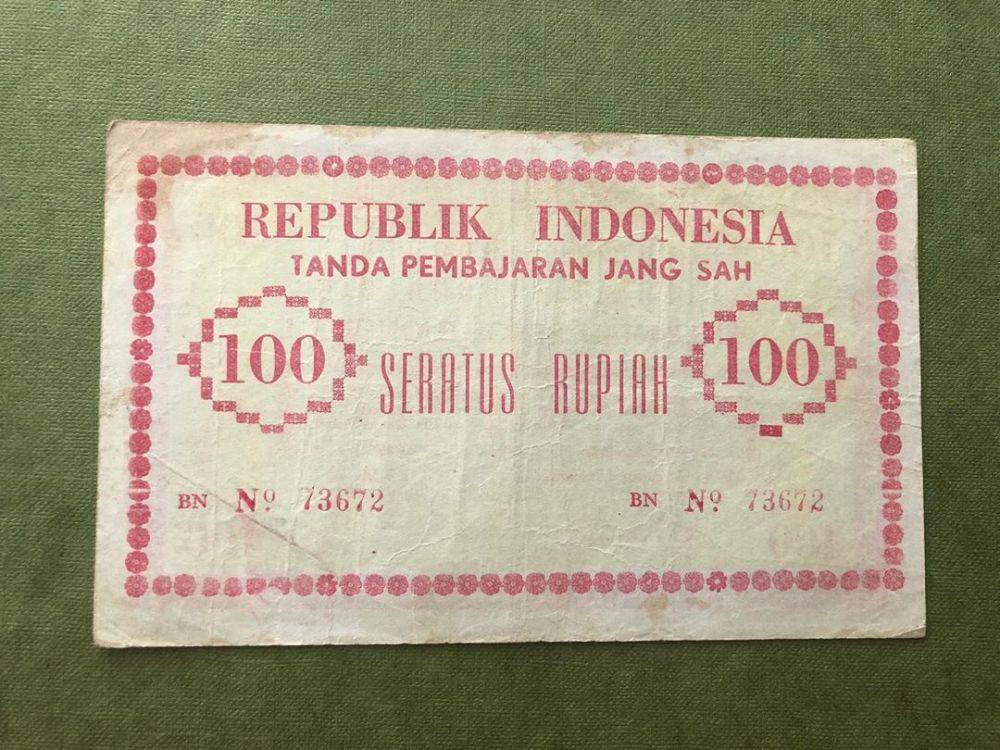 REPUBLIK INDONESIA
TANDA PEMBAJARAN JANG SAH
100 SERATUS RUPIAH 100
BN Nº 73672 BN Nº 73672